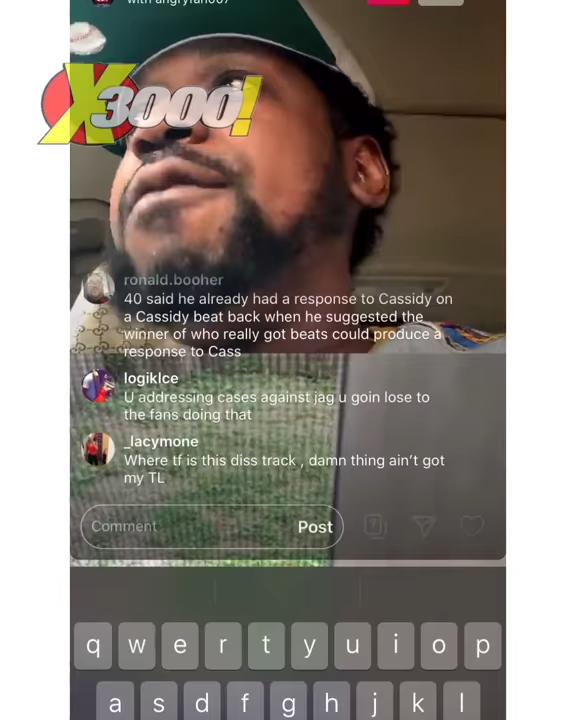 with angryfan007
X3000!
ronald.booher
40 said he already had a response to Cassidy on
a Cassidy beat back when he suggested the
winner of who really got beats could produce a
response to Cass
logiklce
U addressing cases against jag u goin lose to
the fans doing that
_lacymone
Where tf is this diss track , damn thing ain’t got
my TL
Comment Post
q w e r t y u i o p
a s d f g h j k l